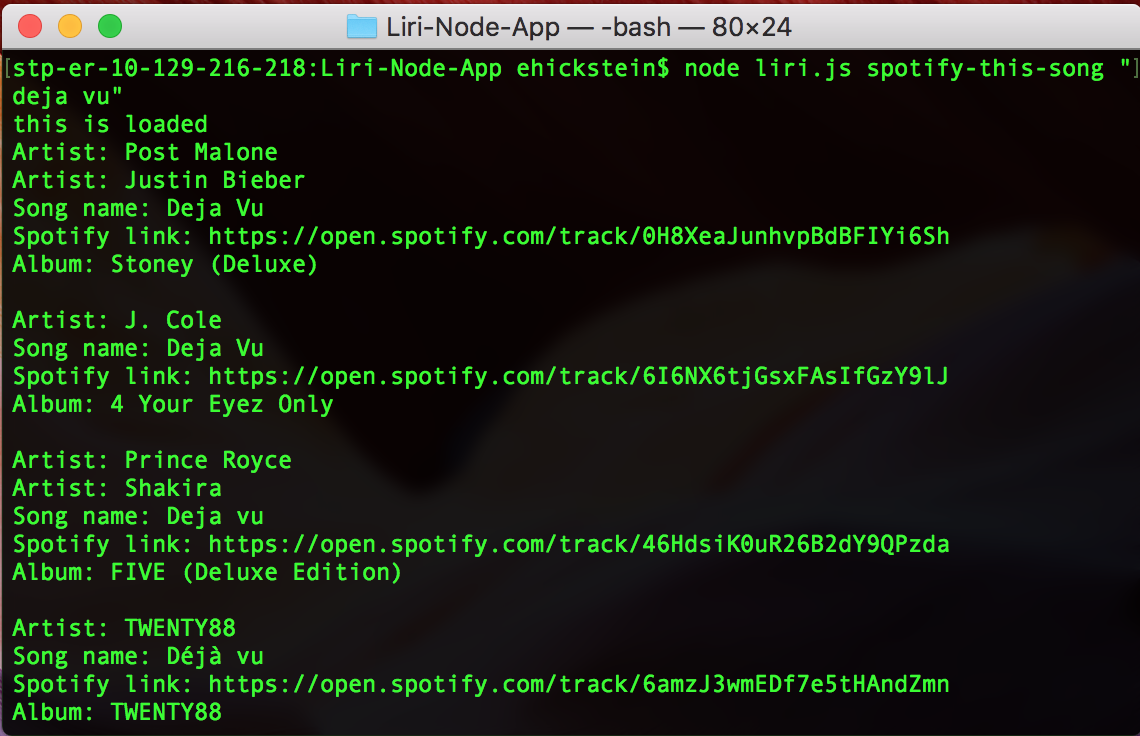 Liri-Node-App — -bash — 80×24
[stp-er-10-129-216-218:Liri-Node-App ehickstein$ node liri.js spotify-this-song "]
deja vu"
this is loaded
Artist: Post Malone
Artist: Justin Bieber
Song name: Deja Vu
Spotify link: https://open.spotify.com/track/0H8XeaJunhvpBdBFIYi6Sh
Album: Stoney (Deluxe)

Artist: J. Cole
Song name: Deja Vu
Spotify link: https://open.spotify.com/track/6I6NX6tjGsxFAsIfGzY9lJ
Album: 4 Your Eyez Only

Artist: Prince Royce
Artist: Shakira
Song name: Deja vu
Spotify link: https://open.spotify.com/track/46HdsiK0uR26B2dY9QPzda
Album: FIVE (Deluxe Edition)

Artist: TWENTY88
Song name: Déjà vu
Spotify link: https://open.spotify.com/track/6amzJ3wmEDf7e5tHAndZmn
Album: TWENTY88